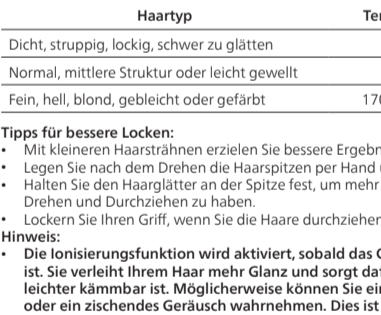 Haartyp Te
Dicht, struppig, lockig, schwer zu glätten
Normal, mittlere Struktur oder leicht gewellt
Fein, hell, blond, gebleicht oder gefärbt 170
Tipps für bessere Locken:
• Mit kleineren Haarsträhnen erzielen Sie bessere Ergebn
• Legen Sie nach dem Drehen die Haarspitzen per Hand
• Halten Sie den Haarglätter an der Spitze fest, um mehr
Drehen und Durchziehen zu haben.
• Lockern Sie Ihren Griff, wenn Sie die Haare durchziehen
Hinweis:
• Die Ionisierungsfunktion wird aktiviert, sobald das
ist. Sie verleiht Ihrem Haar mehr Glanz und sorgt da
leichter kämmbar ist. Möglicherweise können Sie ei
oder ein zischendes Geräusch wahrnehmen. Dies ist